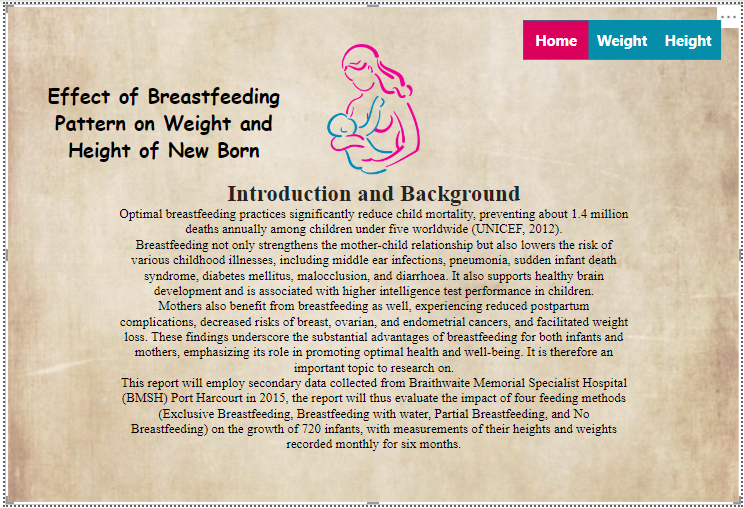 Home Weight Height
Effect of Breastfeeding
Pattern on Weight and
Height of New Born
Introduction and Background
Optimal breastfeeding practices significantly reduce child mortality, preventing about 1.4 million
deaths annually among children under five worldwide (UNICEF, 2012).
Breastfeeding not only strengthens the mother-child relationship but also lowers the risk of
various childhood illnesses, including middle ear infections, pneumonia, sudden infant death
syndrome, diabetes mellitus, malocclusion, and diarrhoea. It also supports healthy brain
development and is associated with higher intelligence test performance in children.
Mothers also benefit from breastfeeding as well, experiencing reduced postpartum
complications, decreased risks of breast, ovarian, and endometrial cancers, and facilitated weight
loss. These findings underscore the substantial advantages of breastfeeding for both infants and
mothers, emphasizing its role in promoting optimal health and well-being. It is therefore an
important topic to research on.
This report will employ secondary data collected from Braithwaite Memorial Specialist Hospital
(BMSH) Port Harcourt in 2015, the report will thus evaluate the impact of four feeding methods
(Exclusive Breastfeeding, Breastfeeding with water, Partial Breastfeeding, and No
Breastfeeding) on the growth of 720 infants, with measurements of their heights and weights
recorded monthly for six months.